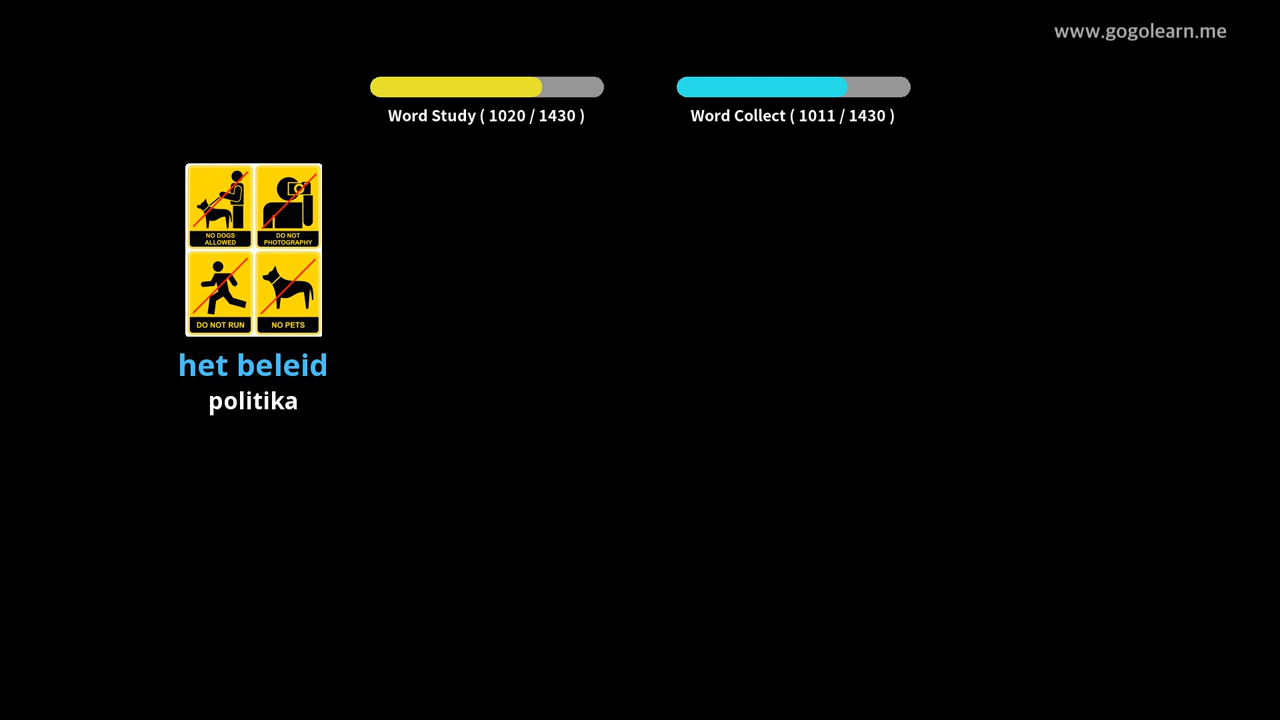 www.gogolearn.me
Word Study ( 1020 / 1430 )
Word Collect ( 1011 / 1430 )
NO DOGS
ALLOWED
DO NOT
PHOTOGRAPHY
DO NOT RUN
NO PETS
het beleid
politika